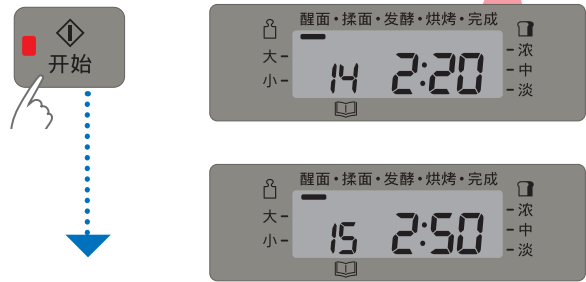 开始
醒面•揉面•发酵•烘烤•完成
大
小
14 2:20
浓
中
淡
醒面•揉面•发酵•烘烤•完成
大
小
15 2:50
浓
中
淡